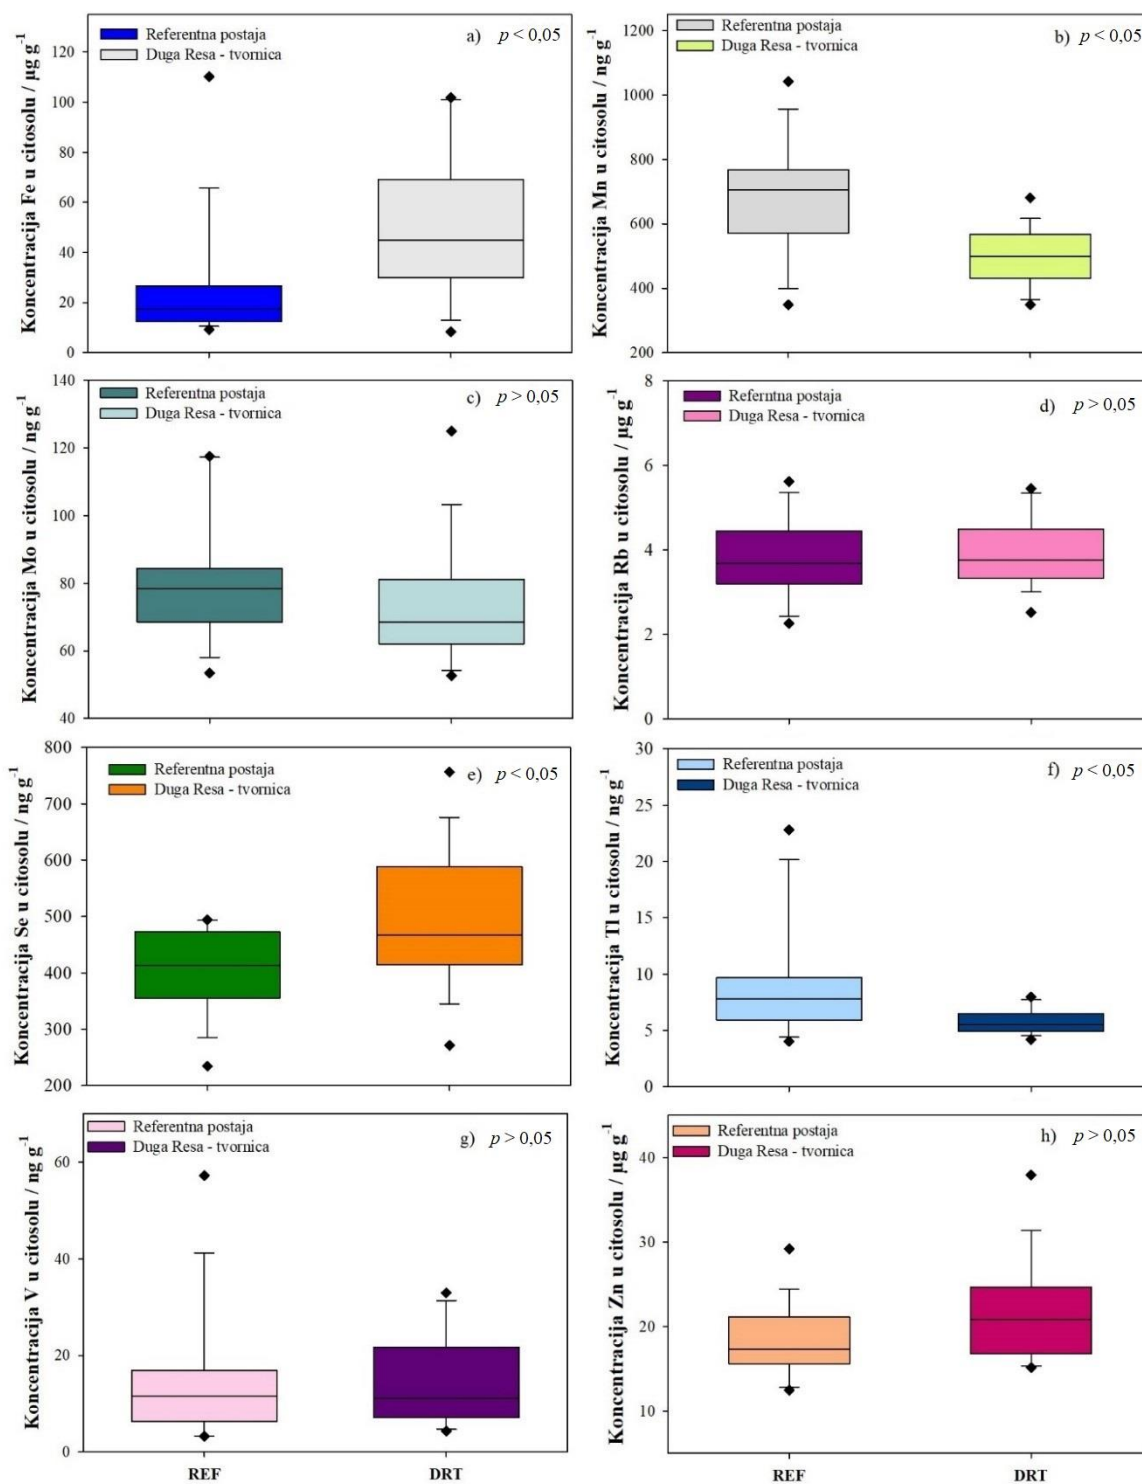 Koncentracija Fe u citosolu / µg g⁻¹
Referentna postaja
Duga Resa - tvornica
a) p < 0,05
120
100
80
60
40
20
0
Koncentracija Mn u citosolu / ng g⁻¹
Referentna postaja
Duga Resa - tvornica
b) p < 0,05
1200
1000
800
600
400
200
Koncentracija Mo u citosolu / ng g⁻¹
Referentna postaja
Duga Resa - tvornica
c) p > 0,05
140
120
100
80
60
40
Koncentracija Rb u citosolu / µg g⁻¹
Referntna postaja
Duga Resa - tvornica
d) p > 0,05
8
6
4
2
0
Koncentracija Se u citosolu / ng g⁻¹
Referentna postaja
Duga Resa - tvornica
e) p < 0,05
800
700
600
500
400
300
200
Koncentracija Tl u citosolu / ng g⁻¹
Referentna postaja
Duga Resa - tvornica
f) p < 0,05
30
25
20
15
10
5
0
Koncentracija V u citosolu / ng g⁻¹
Referentna postaja
Duga Resa - tvornica
g) p > 0,05
60
40
20
0
REF DRT
Koncentracija Zn u citosolu / µg g⁻¹
Referentna postaja
Duga Resa - tvornica
h) p > 0,05
40
30
20
10
REF DRT